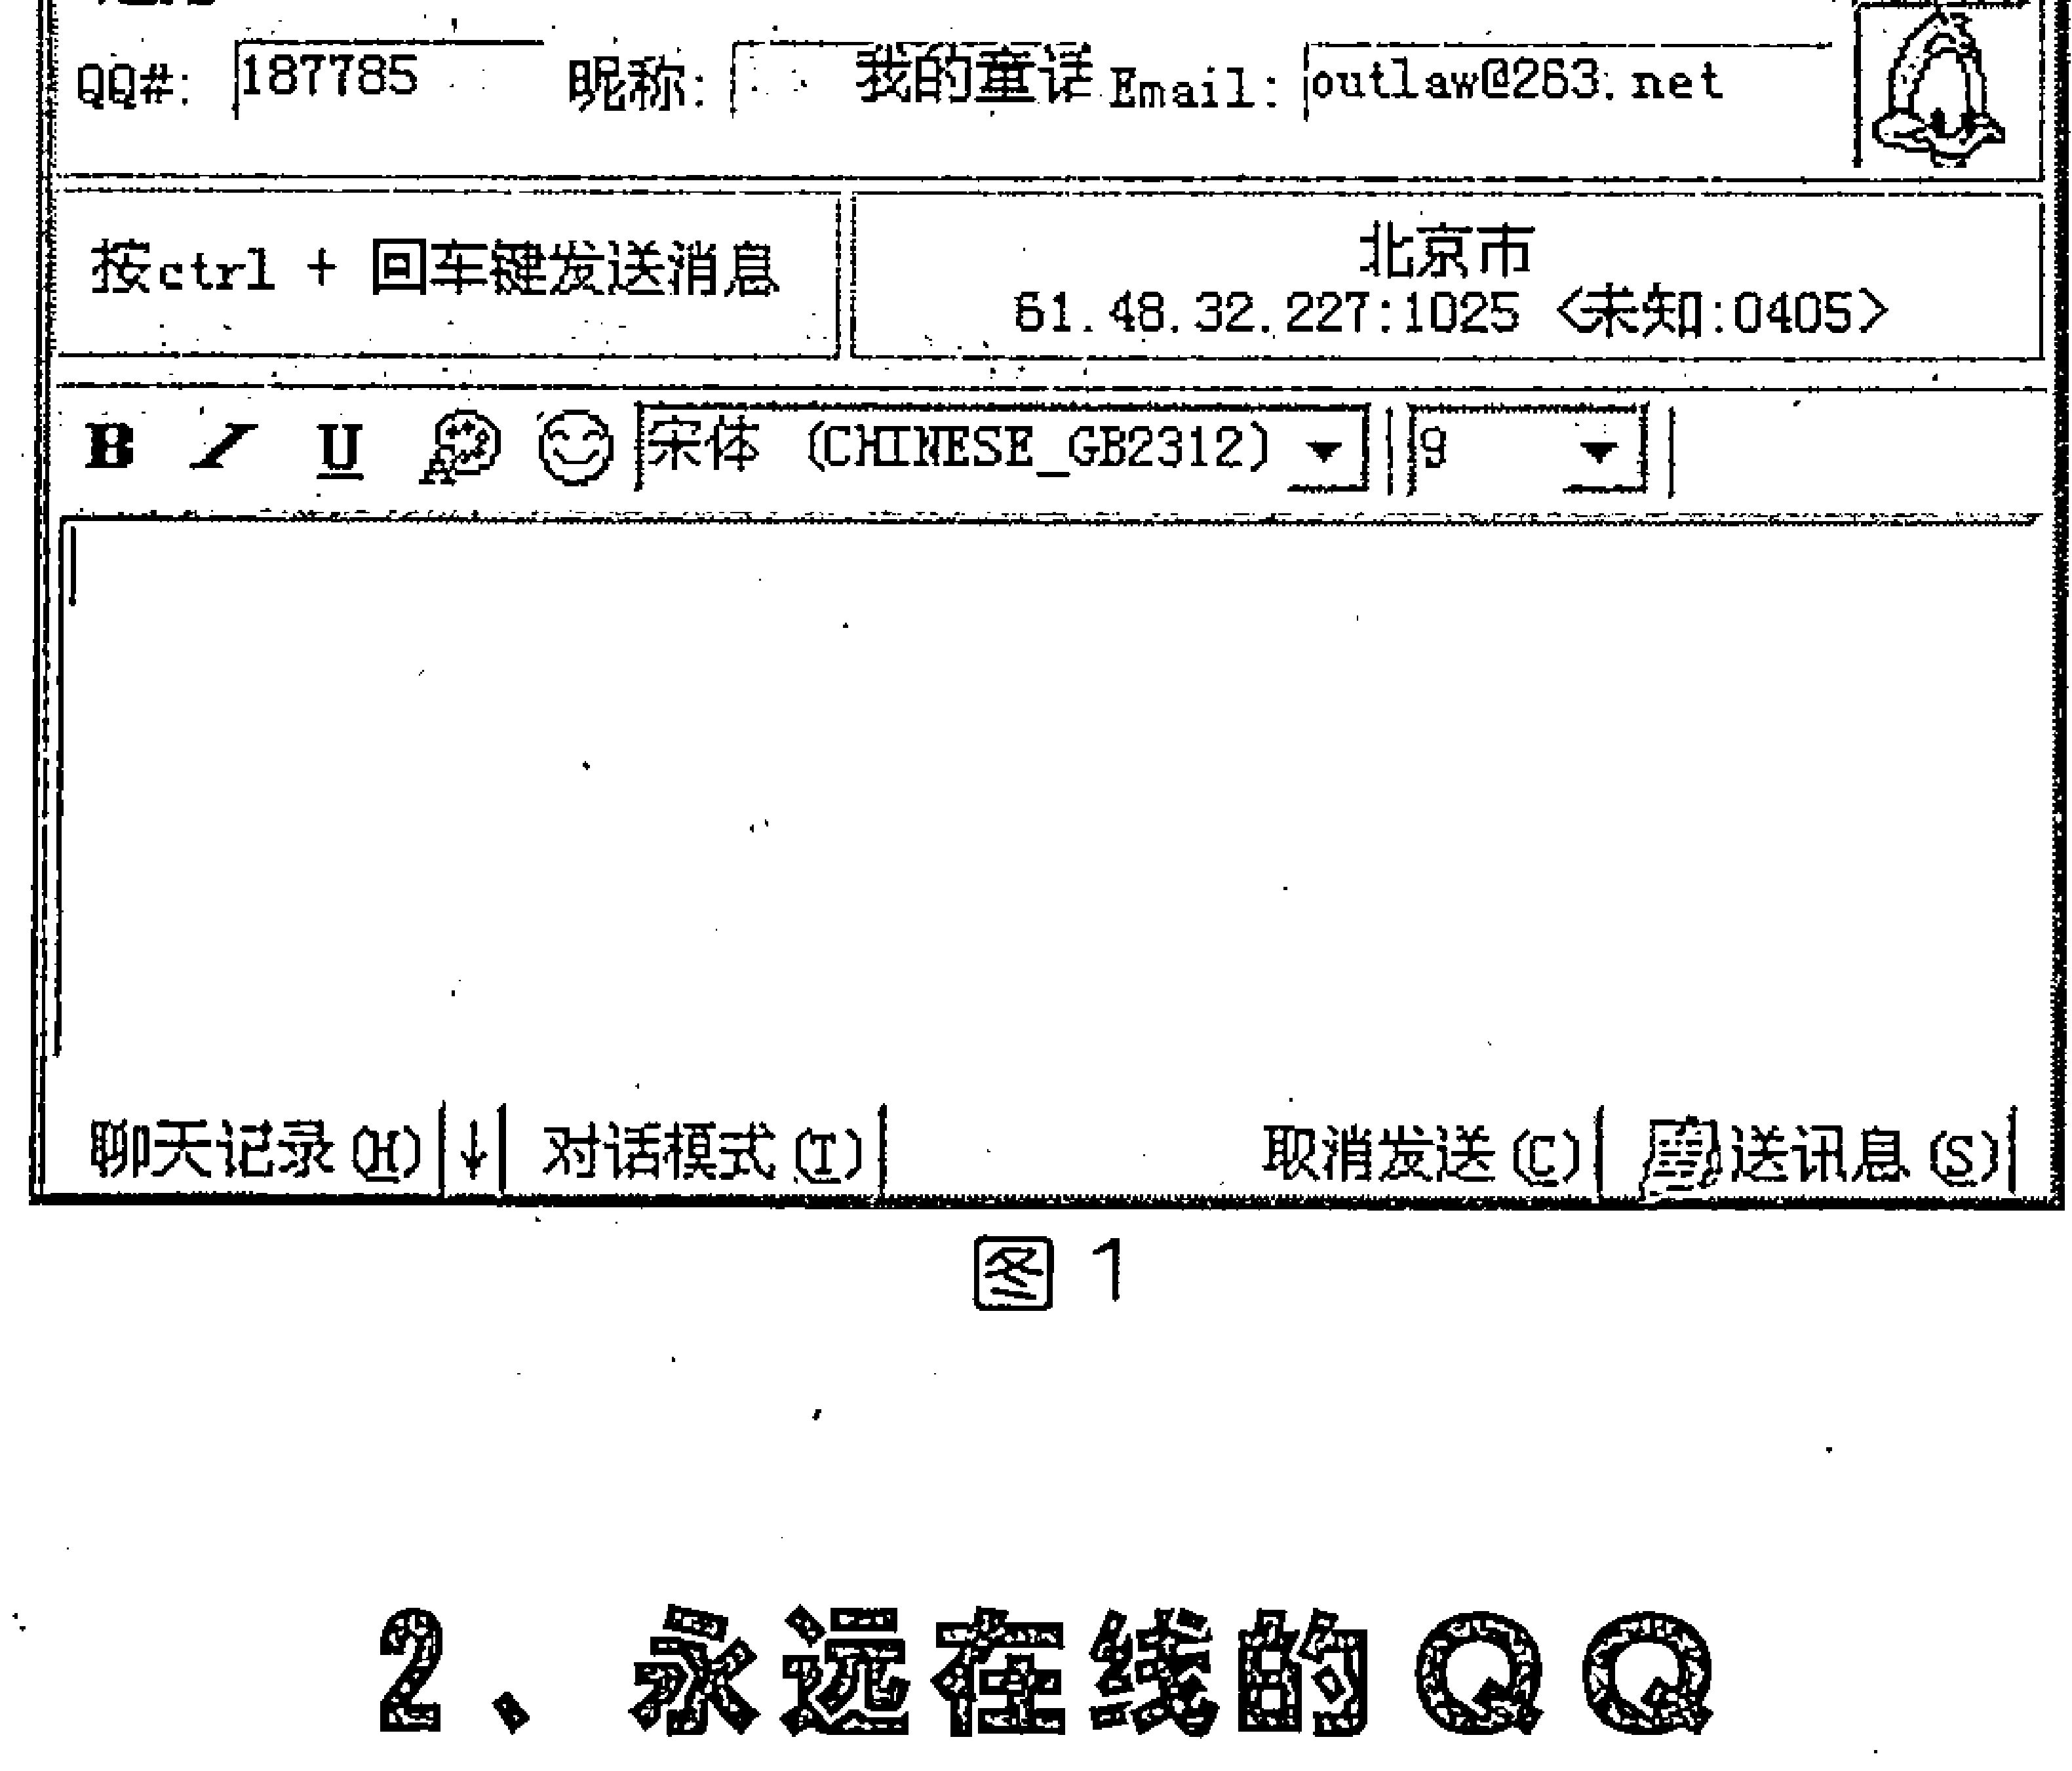 QQ#: 187785 昵称: 我的童话 Email: outlaw@263.net
按ctrl + 回车键发送消息
北京市
61.48.32.227:1025 <未知:0405>
B I U 宋体 (CHINESE_GB2312) 9
聊天记录(H) ↓ 对话模式(T) 取消发送(C) 送讯息(S)
图 1
2、永远在线的QQ